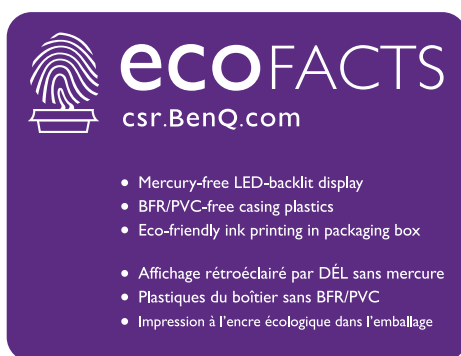 ecoFACTS
csr.BenQ.com
• Mercury-free LED-backlit display
• BFR/PVC-free casing plastics
• Eco-friendly ink printing in packaging box
• Affichage rétroéclairé par DÉL sans mercure
• Plastiques du boîtier sans BFR/PVC
• Impression à l'encre écologique dans l'emballage